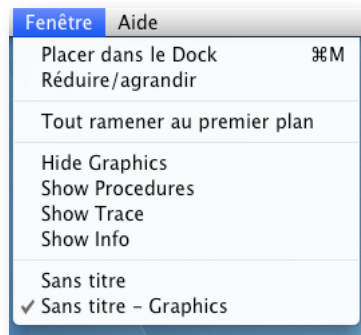 Fenêtre Aide
Placer dans le Dock ⌘M
Réduire/agrandir
Tout ramener au premier plan
Hide Graphics
Show Procedures
Show Trace
Show Info
Sans titre
✓ Sans titre – Graphics